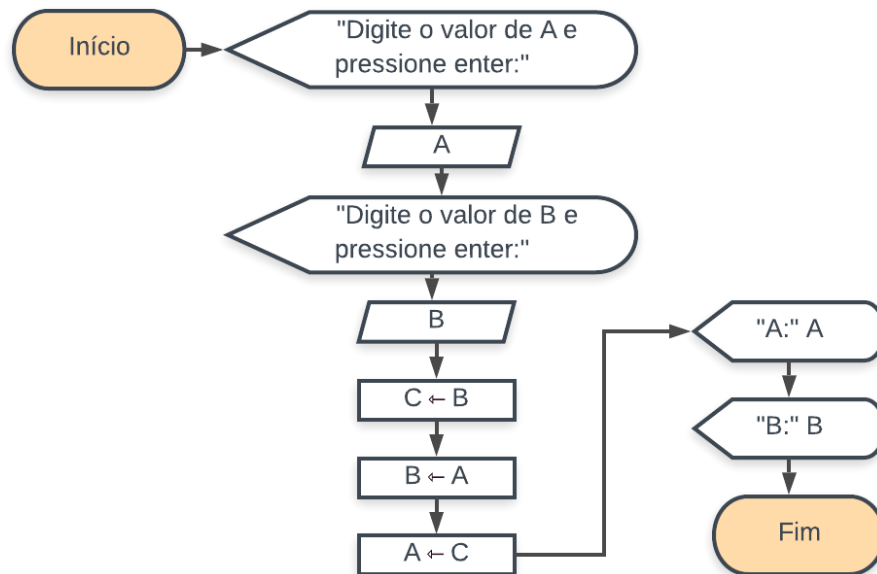 Início
"Digite o valor de A e
pressione enter:"
A
"Digite o valor de B e
pressione enter:"
B
C ← B
B ← A
A ← C
"A:" A
"B:" B
Fim